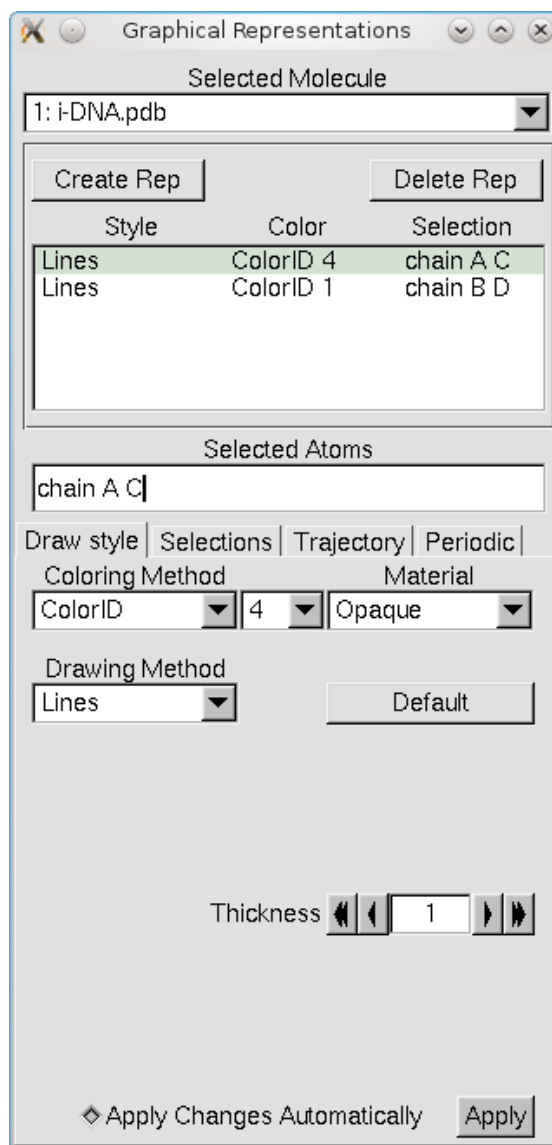 Graphical Representations
Selected Molecule
1: i-DNA.pdb
Create Rep Delete Rep
Style Color Selection
Lines ColorID 4 chain A C
Lines ColorID 1 chain B D
Selected Atoms
chain A C
Draw style Selections Trajectory Periodic
Coloring Method Material
ColorID 4 Opaque
Drawing Method
Lines Default
Thickness 1
Apply Changes Automatically Apply